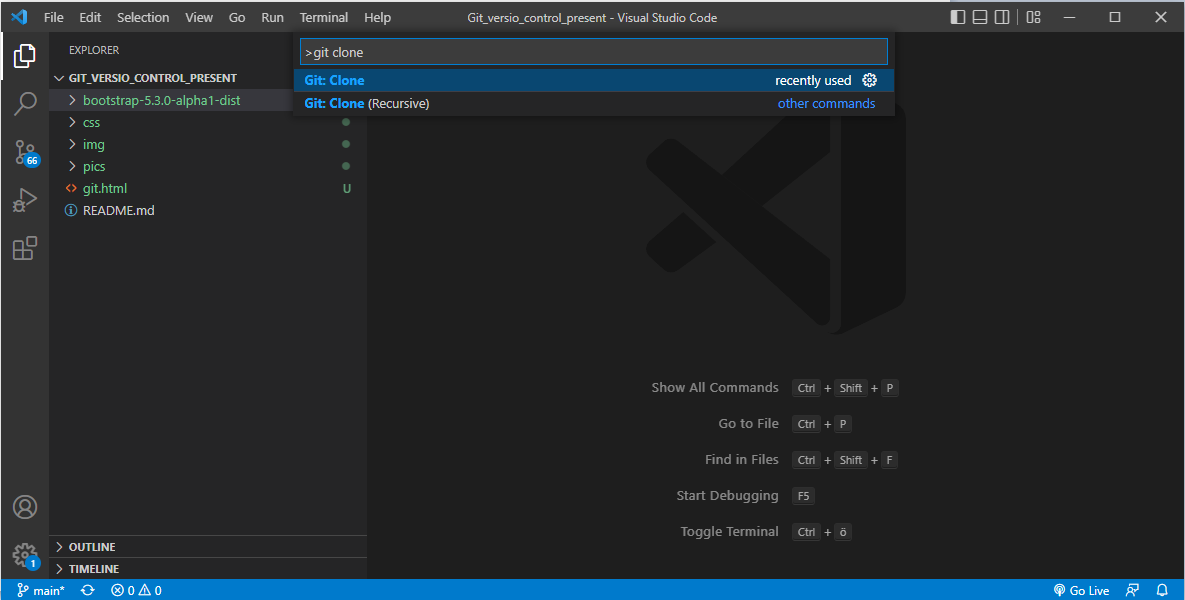 File Edit Selection View Go Run Terminal Help Git_versio_control_present - Visual Studio Code
>git clone
Git: Clone recently used
Git: Clone (Recursive) other commands
EXPLORER
GIT_VERSIO_CONTROL_PRESENT
bootstrap-5.3.0-alpha1-dist
css
img
pics
git.html U
README.md
66
Show All Commands Ctrl + Shift + P
Go to File Ctrl + P
Find in Files Ctrl + Shift + F
Start Debugging F5
Toggle Terminal Ctrl + ö
OUTLINE
TIMELINE
1
main* 0 0 Go Live